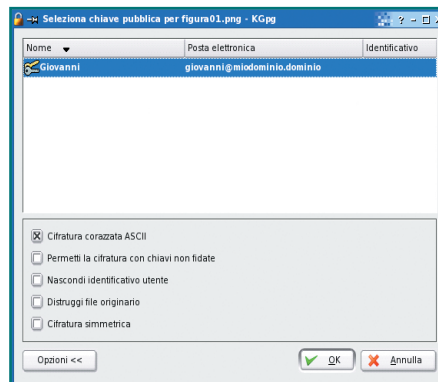 Seleziona chiave pubblica per figura01.png - KGpg
Nome Posta elettronica Identificativo
Giovanni giovanni@miodominio.dominio
Cifratura corazzata ASCII
Permetti la cifratura con chiavi non fidate
Nascondi identificativo utente
Distruggi file originario
Cifratura simmetrica
Opzioni << OK Annulla